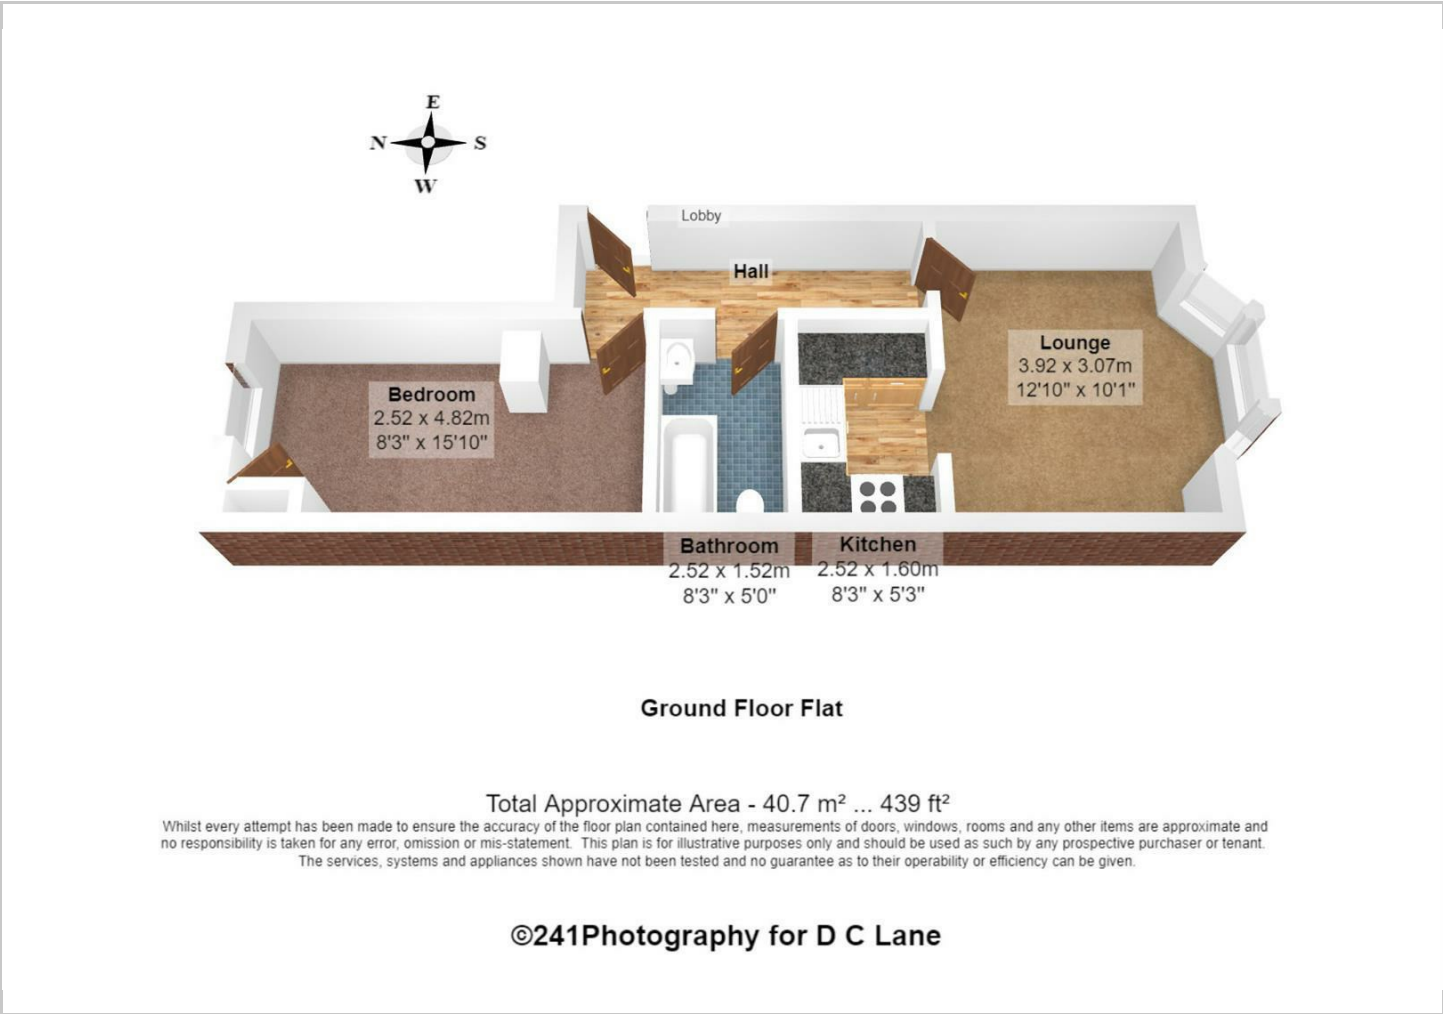 E
N S
W
Lobby
Hall
Lounge
3.92 x 3.07m
12'10" x 10'1"
Bedroom
2.52 x 4.82m
8'3" x 15'10"
Bathroom
2.52 x 1.52m
8'3" x 5'0"
Kitchen
2.52 x 1.60m
8'3" x 5'3"
Ground Floor Flat
Total Approximate Area - 40.7 m² ... 439 ft²
Whilst every attempt has been made to ensure the accuracy of the floor plan contained here, measurements of doors, windows, rooms and any other items are approximate and
no responsibility is taken for any error, omission or mis-statement. This plan is for illustrative purposes only and should be used as such by any prospective purchaser or tenant.
The services, systems and appliances shown have not been tested and no guarantee as to their operability or efficiency can be given.
©241Photography for D C Lane